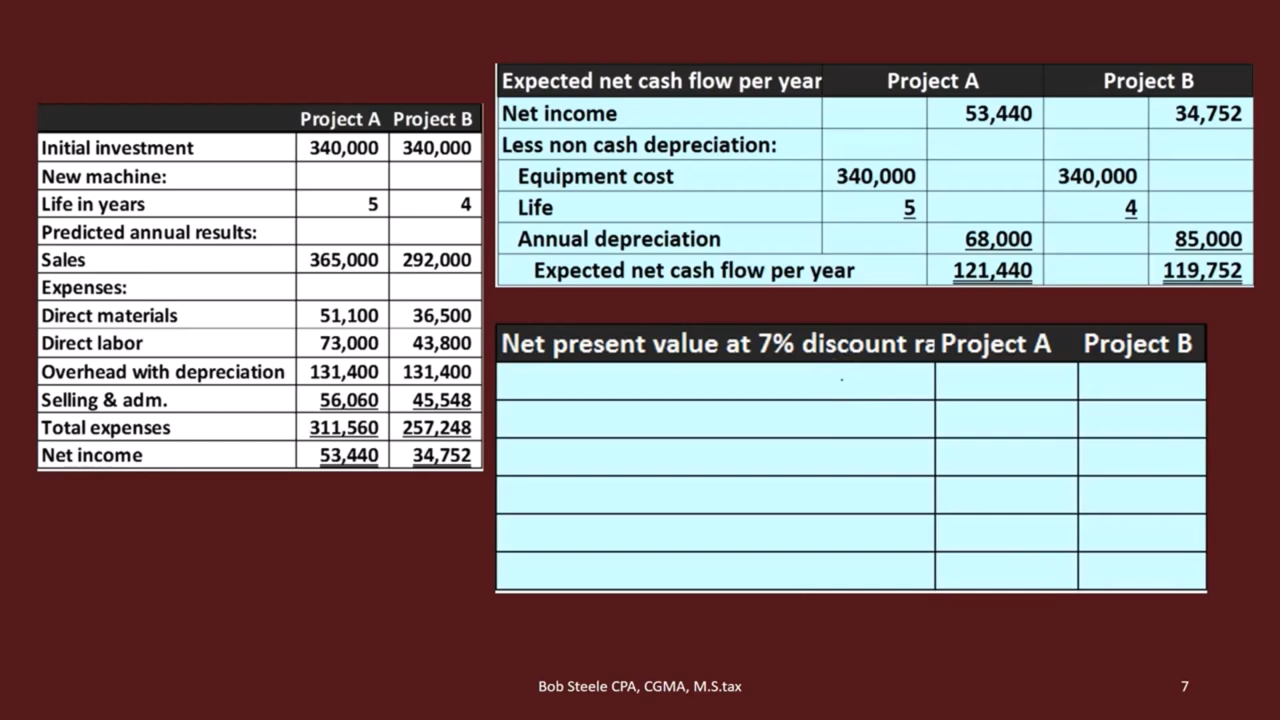 Project A Project B
Initial investment 340,000 340,000
New machine:
Life in years 5 4
Predicted annual results:
Sales 365,000 292,000
Expenses:
Direct materials 51,100 36,500
Direct labor 73,000 43,800
Overhead with depreciation 131,400 131,400
Selling & adm. 56,060 45,548
Total expenses 311,560 257,248
Net income 53,440 34,752
Expected net cash flow per year Project A Project B
Net income 53,440 34,752
Less non cash depreciation:
Equipment cost 340,000 340,000
Life 5 4
Annual depreciation 68,000 85,000
Expected net cash flow per year 121,440 119,752
Net present value at 7% discount ra Project A Project B
Bob Steele CPA, CGMA, M.S.tax 7